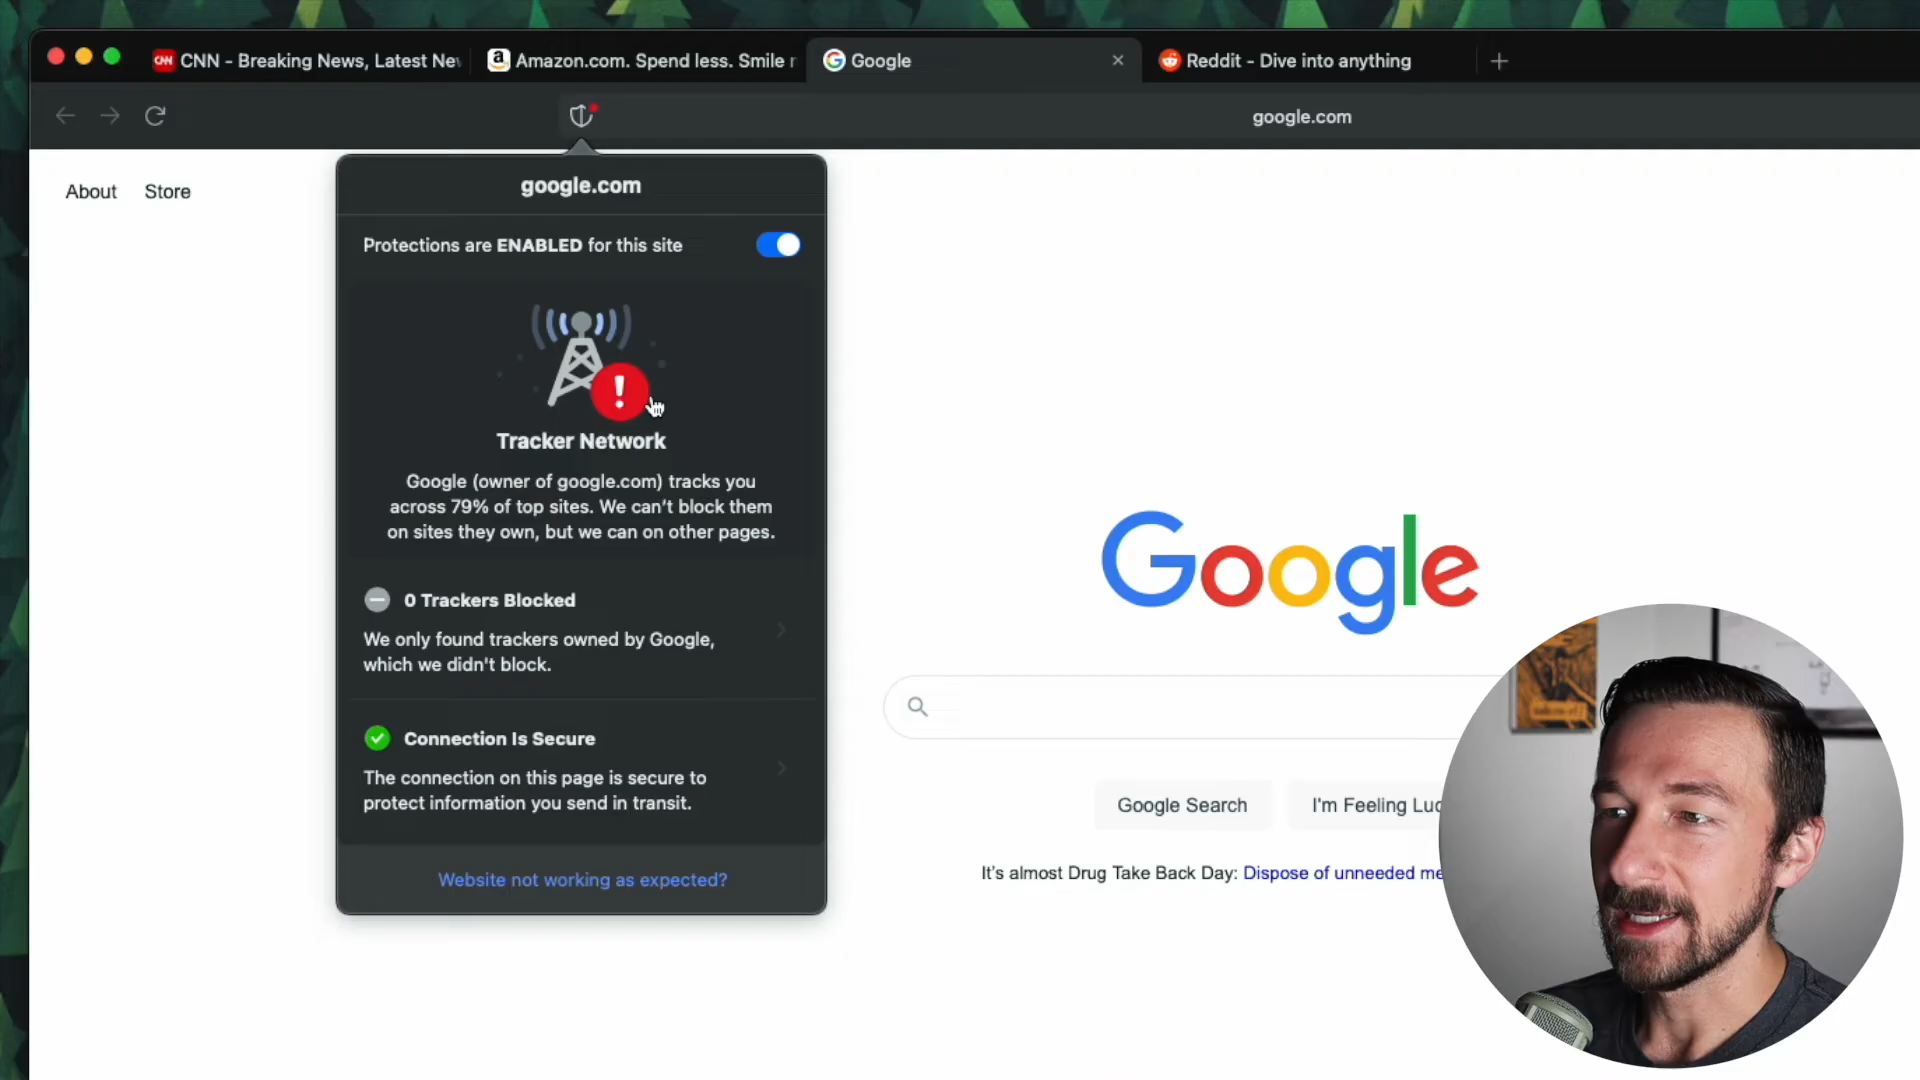 CNN - Breaking News, Latest Nev
Amazon.com. Spend less. Smile
Google
Reddit - Dive into anything
google.com
About Store
google.com
Protections are ENABLED for this site
Tracker Network
Google (owner of google.com) tracks you
across 79% of top sites. We can't block them
on sites they own, but we can on other pages.
0 Trackers Blocked
We only found trackers owned by Google,
which we didn't block.
Connection Is Secure
The connection on this page is secure to
protect information you send in transit.
Website not working as expected?
Google
Google Search
I'm Feeling Luc
It's almost Drug Take Back Day: Dispose of unneeded me